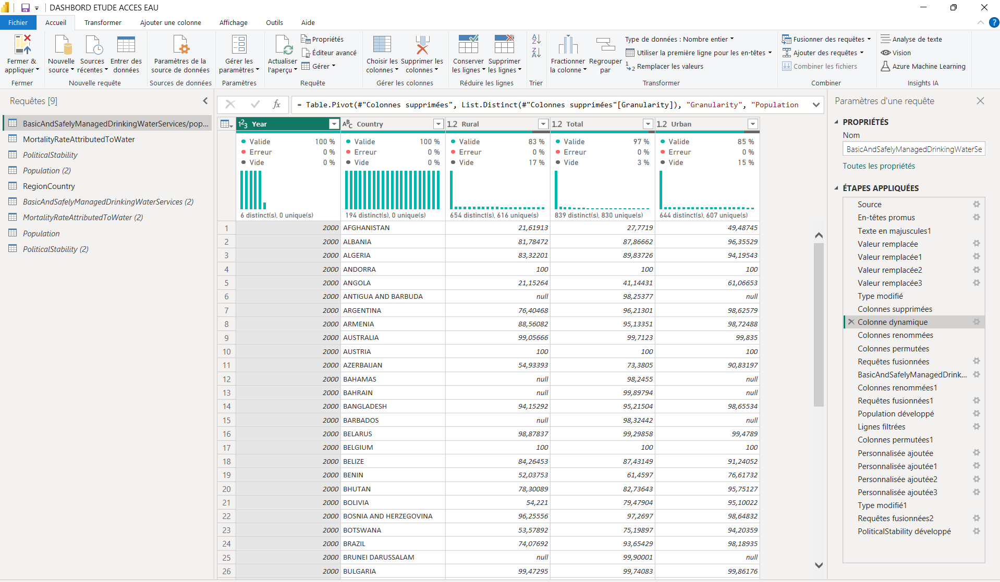 DASHBORD ETUDE ACCES EAU
Fichier Accueil Transformer Ajouter une colonne Affichage Outils Aide
Fermer & appliquer
Fermer
Nouvelle source
Sources récentes
Entrer des données
Nouvelle requête
Paramètres de la source de données
Sources de données
Gérer les paramètres
Paramètres
Actualiser l'aperçu
Propriétés
Éditeur avancé
Gérer
Requête
Choisir les colonnes
Supprimer les colonnes
Gérer les colonnes
Conserver les lignes
Supprimer les lignes
Réduire les lignes
Trier
Fractionner la colonne
Regrouper par
Type de données : Nombre entier
Utiliser la première ligne pour les en-têtes
Remplacer les valeurs
Transformer
Fusionner des requêtes
Ajouter des requêtes
Combiner les fichiers
Combiner
Analyse de texte
Vision
Azure Machine Learning
Insights IA
Requêtes [9]
BasicAndSafelyManagedDrinkingWaterServices/pop...
MortalityRateAttributedToWater
PoliticalStability
Population (2)
RegionCountry
BasicAndSafelyManagedDrinkingWaterServices (2)
MortalityRateAttributedToWater (2)
Population
PoliticalStability (2)
fx = Table.Pivot(#"Colonnes supprimées", List.Distinct(#"Colonnes supprimées"[Granularity]), "Granularity", "Population
123 Year ABC Country 1.2 Rural 1.2 Total 1.2 Urban
Valide 100 % Valide 100 % Valide 83 % Valide 97 % Valide 85 %
Erreur 0 % Erreur 0 % Erreur 0 % Erreur 0 % Erreur 0 %
Vide 0 % Vide 0 % Vide 17 % Vide 3 % Vide 15 %
6 distinct(s), 0 unique(s) 194 distinct(s), 0 unique(s) 654 distinct(s), 616 unique(s) 839 distinct(s), 830 unique(s) 644 distinct(s), 607 unique(s)
1 2000 AFGHANISTAN 21,61913 27,7719 49,48745
2 2000 ALBANIA 81,78472 87,86662 96,35529
3 2000 ALGERIA 83,32201 89,83726 94,19543
4 2000 ANDORRA 100 100 100
5 2000 ANGOLA 21,15264 41,14431 61,06653
6 2000 ANTIGUA AND BARBUDA null 98,25377 null
7 2000 ARGENTINA 76,40468 96,21301 98,62579
8 2000 ARMENIA 88,56082 95,13351 98,72488
9 2000 AUSTRALIA 99,05666 99,7123 99,835
10 2000 AUSTRIA 100 100 100
11 2000 AZERBAIJAN 54,93393 73,3805 90,83197
12 2000 BAHAMAS null 98,2455 null
13 2000 BAHRAIN null 99,89794 null
14 2000 BANGLADESH 94,15292 95,21504 98,65534
15 2000 BARBADOS null 98,32442 null
16 2000 BELARUS 98,87837 99,29858 99,4789
17 2000 BELGIUM 100 100 100
18 2000 BELIZE 84,26453 87,43149 91,24052
19 2000 BENIN 52,03753 61,4597 76,61732
20 2000 BHUTAN 78,30089 82,73643 95,75127
21 2000 BOLIVIA 54,221 79,47904 95,10022
22 2000 BOSNIA AND HERZEGOVINA 96,25556 97,2697 98,64832
23 2000 BOTSWANA 53,57892 75,19897 94,20359
24 2000 BRAZIL 74,07692 93,65429 98,18935
25 2000 BRUNEI DARUSSALAM null 99,90001 null
26 2000 BULGARIA 99,47295 99,74083 99,86176
Paramètres d'une requête
PROPRIÉTÉS
Nom
BasicAndSafelyManagedDrinkingWaterSe
Toutes les propriétés
ÉTAPES APPLIQUÉES
Source
En-têtes promus
Texte en majuscules1
Valeur remplacée
Valeur remplacée1
Valeur remplacée2
Valeur remplacée3
Type modifié
Colonnes supprimées
Colonne dynamique
Colonnes renommées
Colonnes permutées
Requêtes fusionnées
BasicAndSafelyManagedDrink...
Colonnes renommées1
Requêtes fusionnées1
Population développé
Lignes filtrées
Colonnes permutées1
Personnalisée ajoutée
Personnalisée ajoutée1
Personnalisée ajoutée2
Personnalisée ajoutée3
Type modifié1
Requêtes fusionnées2
PoliticalStability développé